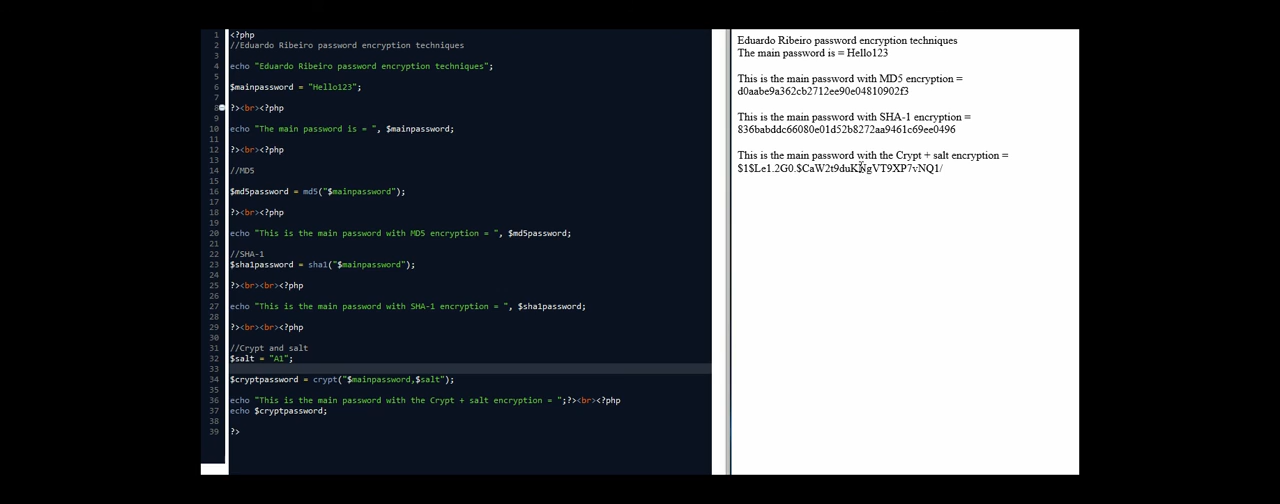 1 <?php
2 //Eduardo Ribeiro password encryption techniques
3
4 echo "Eduardo Ribeiro password encryption techniques";
5
6 $mainpassword = "Hello123";
7
8 ?><br><?php
9
10 echo "The main password is = ", $mainpassword;
11
12 ?><br><?php
13
14 //MD5
15
16 $md5password = md5("$mainpassword");
17
18 ?><br><?php
19
20 echo "This is the main password with MD5 encryption = ", $md5password;
21
22 //SHA-1
23 $sha1password = sha1("$mainpassword");
24
25 ?><br><br><?php
26
27 echo "This is the main password with SHA-1 encryption = ", $sha1password;
28
29 ?><br><br><?php
30
31 //Crypt and salt
32 $salt = "A1";
33
34 $cryptpassword = crypt("$mainpassword,$salt");
35
36 echo "This is the main password with the Crypt + salt encryption = ";?><br><?php
37 echo $cryptpassword;
38
39 ?>
Eduardo Ribeiro password encryption techniques
The main password is = Hello123
This is the main password with MD5 encryption =
d0aabe9a362cb2712ee90e04810902f3
This is the main password with SHA-1 encryption =
836babddc66080e01d52b8272aa9461c69ee0496
This is the main password with the Crypt + salt encryption =
$1$Le1.2G0.$CaW2t9duKNgVT9XP7vNQ1/